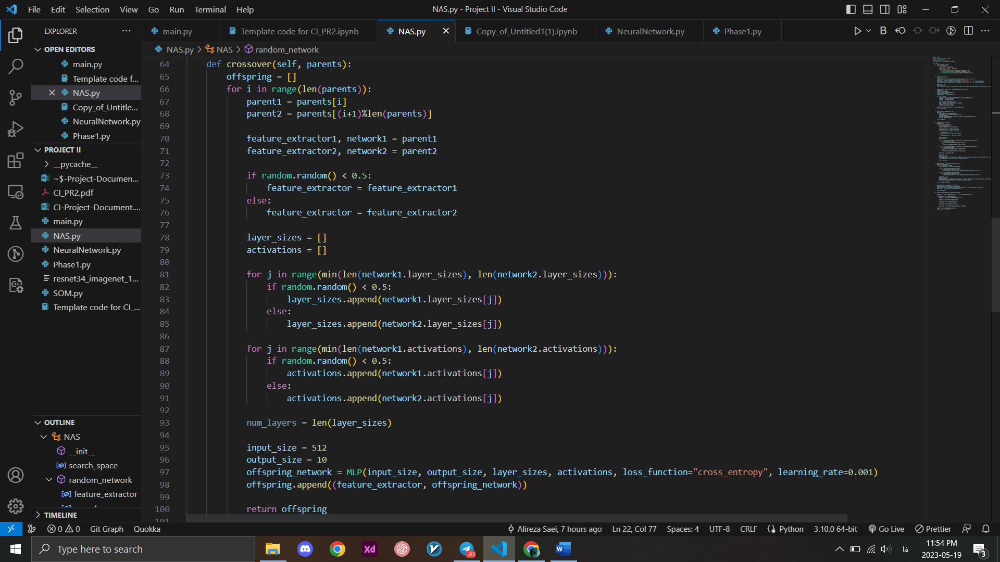 File Edit Selection View Go Run Terminal Help
NAS.py - Project II - Visual Studio Code
EXPLORER
OPEN EDITORS
main.py
Template code f...
NAS.py
Copy_of_Untitle...
NeuralNetwork.py
Phase1.py
PROJECT II
__pycache__
~$-Project-Documen...
CI_PR2.pdf
CI-Project-Document....
main.py
NAS.py
NeuralNetwork.py
Phase1.py
resnet34_imagenet_1...
SOM.py
Template code for CI_...
OUTLINE
NAS
__init__
search_space
random_network
feature_extractor
TIMELINE
main.py Template code for CI_PR2.ipynb NAS.py Copy_of_Untitled1(1).ipynb NeuralNetwork.py Phase1.py
NAS.py > NAS > random_network
64 def crossover(self, parents):
65 offspring = []
66 for i in range(len(parents)):
67 parent1 = parents[i]
68 parent2 = parents[(i+1)%len(parents)]
69
70 feature_extractor1, network1 = parent1
71 feature_extractor2, network2 = parent2
72
73 if random.random() < 0.5:
74 feature_extractor = feature_extractor1
75 else:
76 feature_extractor = feature_extractor2
77
78 layer_sizes = []
79 activations = []
80
81 for j in range(min(len(network1.layer_sizes), len(network2.layer_sizes))):
82 if random.random() < 0.5:
83 layer_sizes.append(network1.layer_sizes[j])
84 else:
85 layer_sizes.append(network2.layer_sizes[j])
86
87 for j in range(min(len(network1.activations), len(network2.activations))):
88 if random.random() < 0.5:
89 activations.append(network1.activations[j])
90 else:
91 activations.append(network2.activations[j])
92
93 num_layers = len(layer_sizes)
94
95 input_size = 512
96 output_size = 10
97 offspring_network = MLP(input_size, output_size, layer_sizes, activations, loss_function="cross_entropy", learning_rate=0.001)
98 offspring.append((feature_extractor, offspring_network))
99
100 return offspring
101
0 0 Git Graph Quokka Alireza Saei, 7 hours ago Ln 22, Col 77 Spaces: 4 UTF-8 CRLF Python 3.10.0 64-bit Go Live Prettier
Type here to search
Xd
..83
فا
11:54 PM
2023-05-19
3